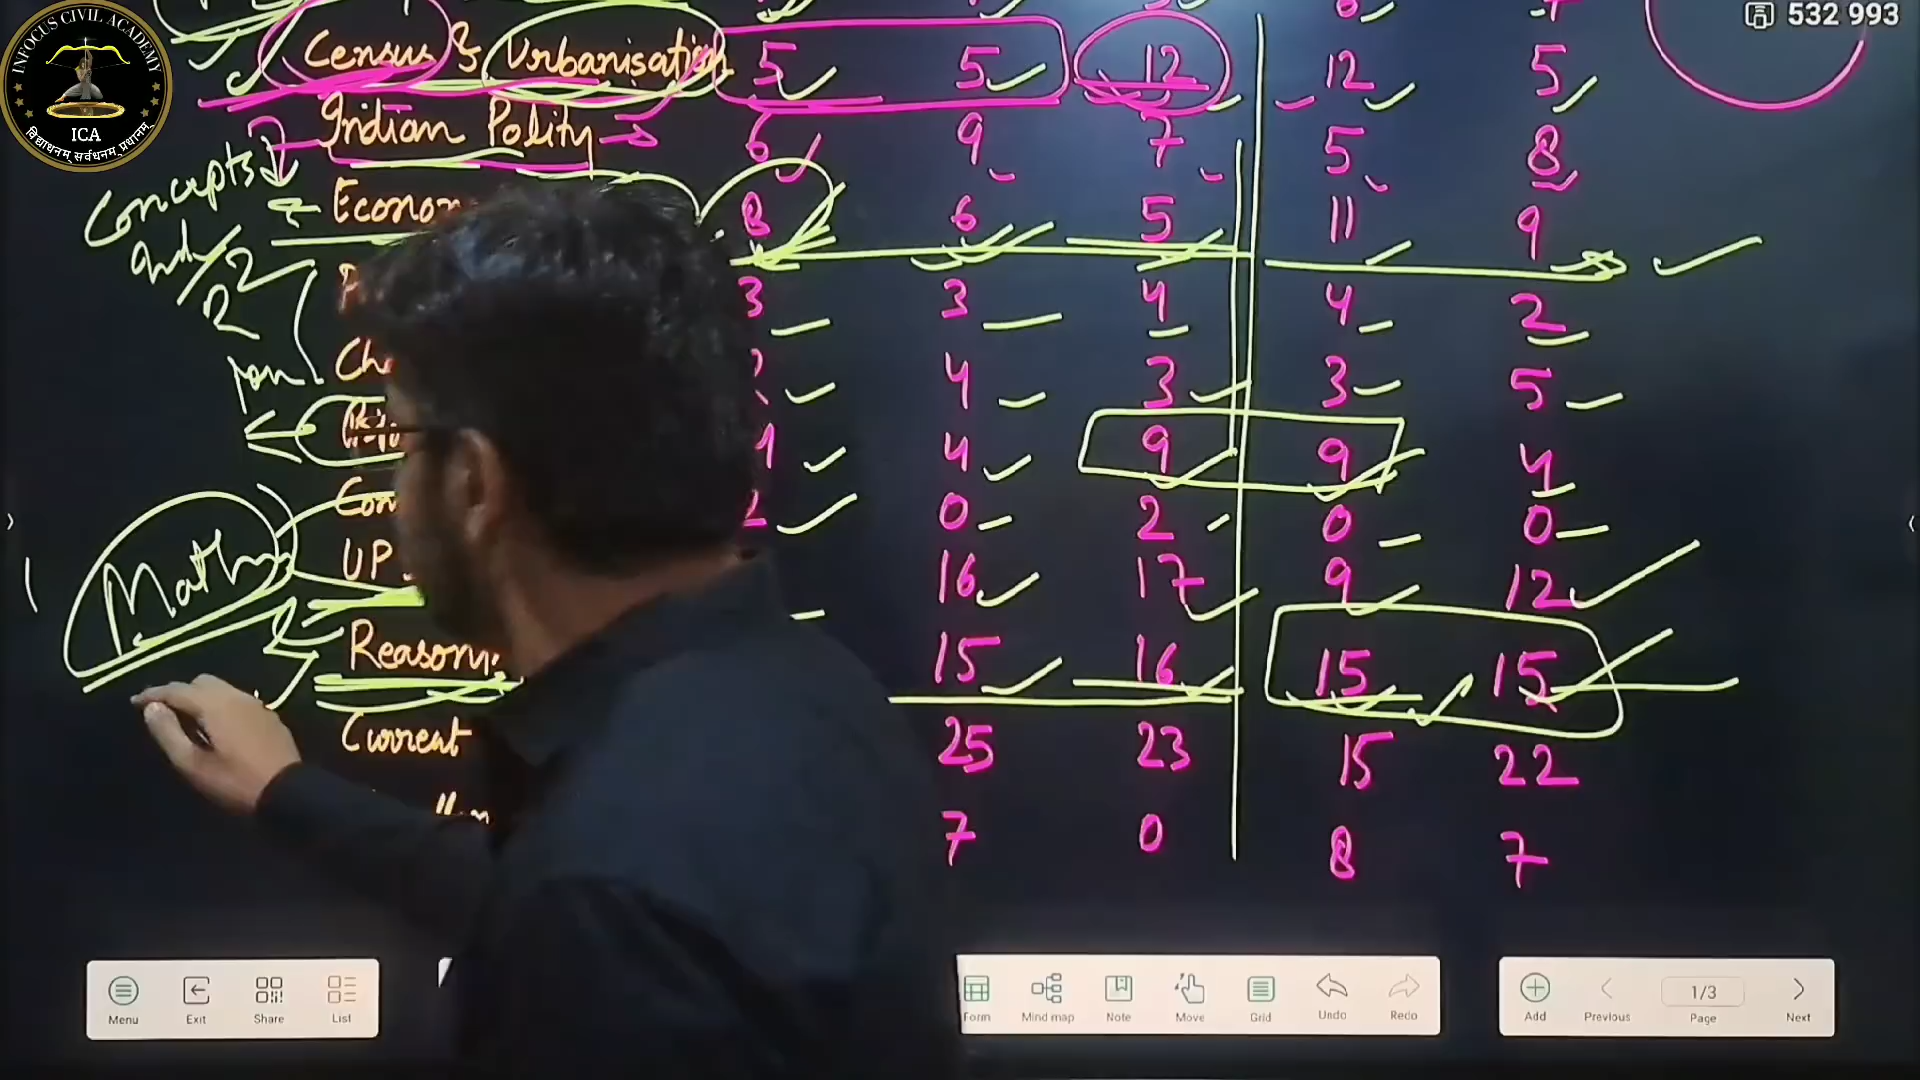 532 993
INFOCUS CIVIL ACADEMY
ICA
विद्याधनम् सर्वधनम् प्रधानम्
Census & Urbanisation 5 5 12 12 5
Indian Polity 6 9 7 5 8
Concepts
Econom 8 6 5 11 9
3 3 4 4 2
Ch 4 3 3 5
4 9 9 4
Com 0 2 0 0
Maths
UP 16 17 9 12
Reasonin 15 16 15 15
Current 25 23 15 22
7 0 8 7
Menu Exit Share List
Form Mind map Note Move Grid Undo Redo
Add Previous 1/3 Page Next